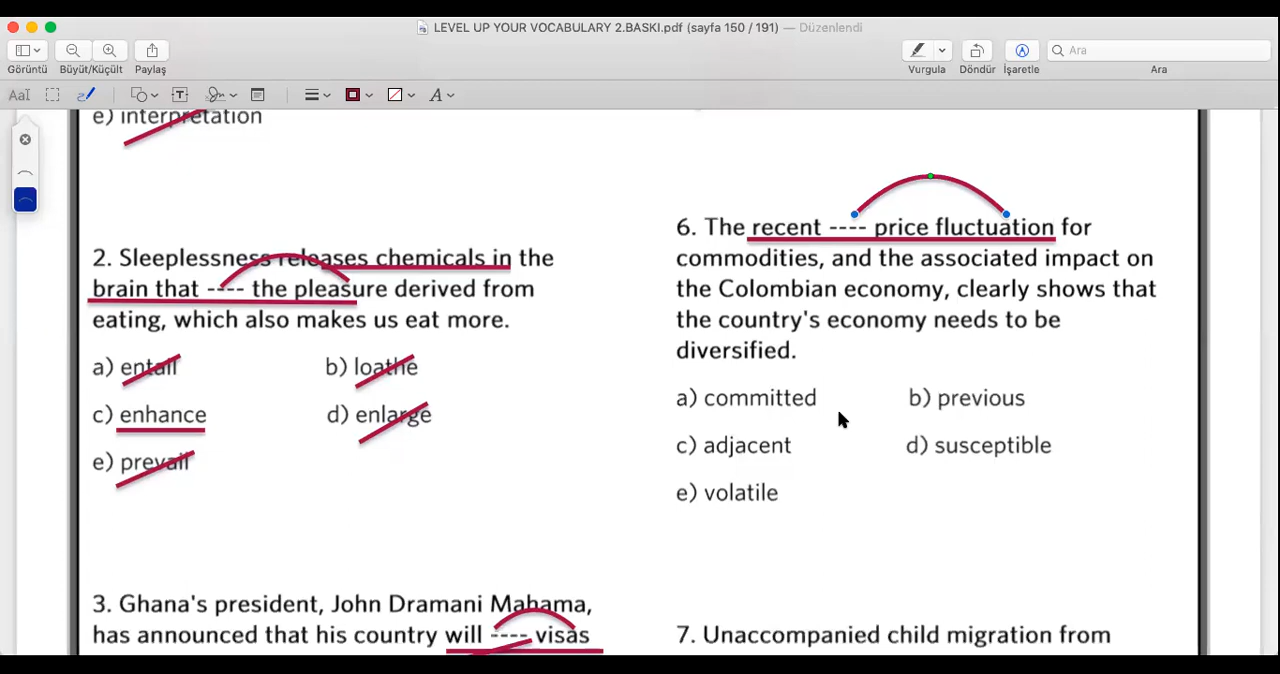 LEVEL UP YOUR VOCABULARY 2.BASKI.pdf (sayfa 150 / 191) — Düzenlendi
Görüntü
Büyüt/Küçült
Paylaş
Vurgula
Döndür
İşaretle
Ara
Ara
AaI
A
e) interpretation
2. Sleeplessness releases chemicals in the
brain that ---- the pleasure derived from
eating, which also makes us eat more.
a) entail
b) loathe
c) enhance
d) enlarge
e) prevail
3. Ghana's president, John Dramani Mahama,
has announced that his country will ---- visas
6. The recent ---- price fluctuation for
commodities, and the associated impact on
the Colombian economy, clearly shows that
the country's economy needs to be
diversified.
a) committed
b) previous
c) adjacent
d) susceptible
e) volatile
7. Unaccompanied child migration from